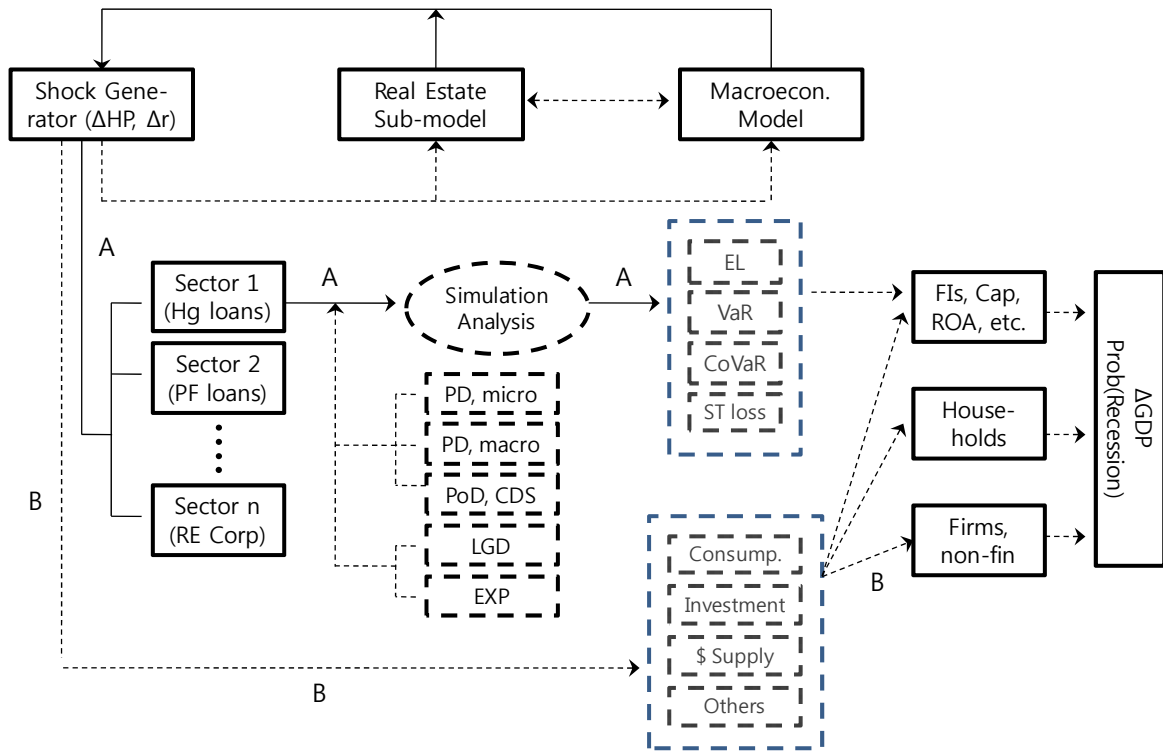 Shock Gene-
rator (ΔHP, Δr)
Real Estate
Sub-model
Macroecon.
Model
A
Sector 1
(Hg loans)
A
Simulation
Analysis
A
EL
VaR
CoVaR
ST loss
FIs, Cap,
ROA, etc.
Sector 2
(PF loans)
PD, micro
PD, macro
PoD, CDS
LGD
EXP
House-
holds
ΔGDP
Prob(Recession)
B
Sector n
(RE Corp)
Consump.
Investment
$ Supply
Others
Firms,
non-fin
B
B